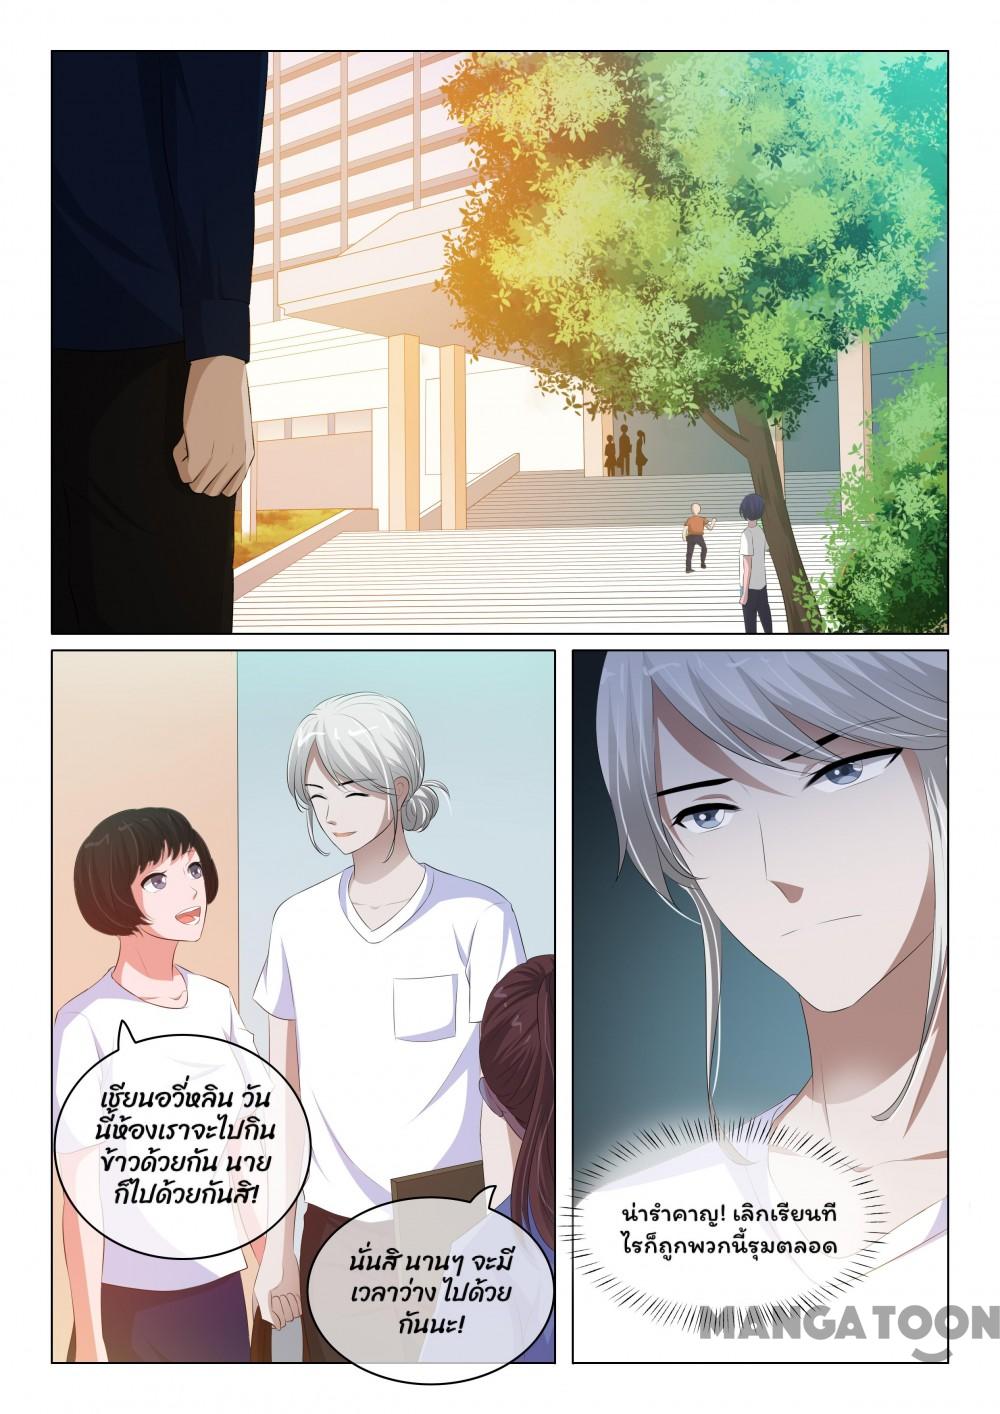 เชียนอวี่หลิน วัน
นี้ห้องเราจะไปกิน
ข้าวด้วยกัน นาย
ก็ไปด้วยกันสิ!
นั่นสิ นานๆ จะมี
เวลาว่าง ไปด้วย
กันนะ!
น่ารำคาญ! เลิกเรียนที
ไรก็ถูกพวกนี้รุมตลอด
MANGATOON